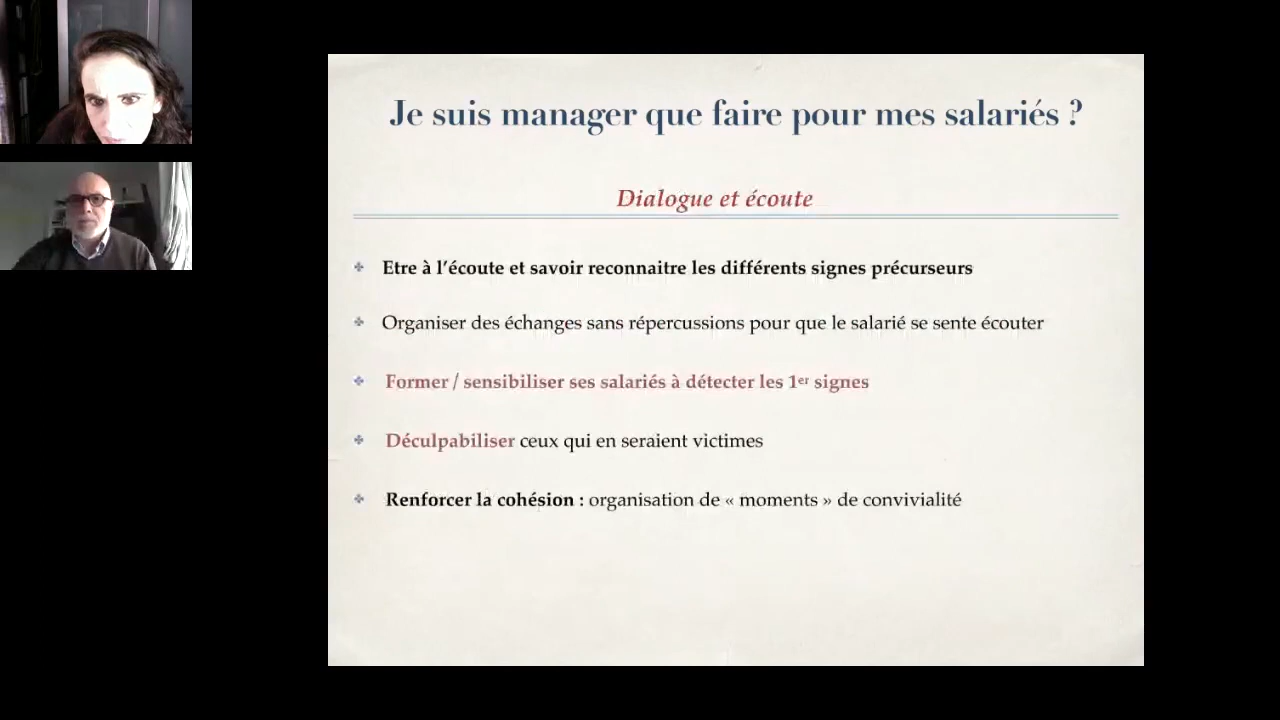 Je suis manager que faire pour mes salariés ?
Dialogue et écoute
Etre à l'écoute et savoir reconnaitre les différents signes précurseurs
Organiser des échanges sans répercussions pour que le salarié se sente écouter
Former / sensibiliser ses salariés à détecter les 1er signes
Déculpabiliser ceux qui en seraient victimes
Renforcer la cohésion : organisation de « moments » de convivialité